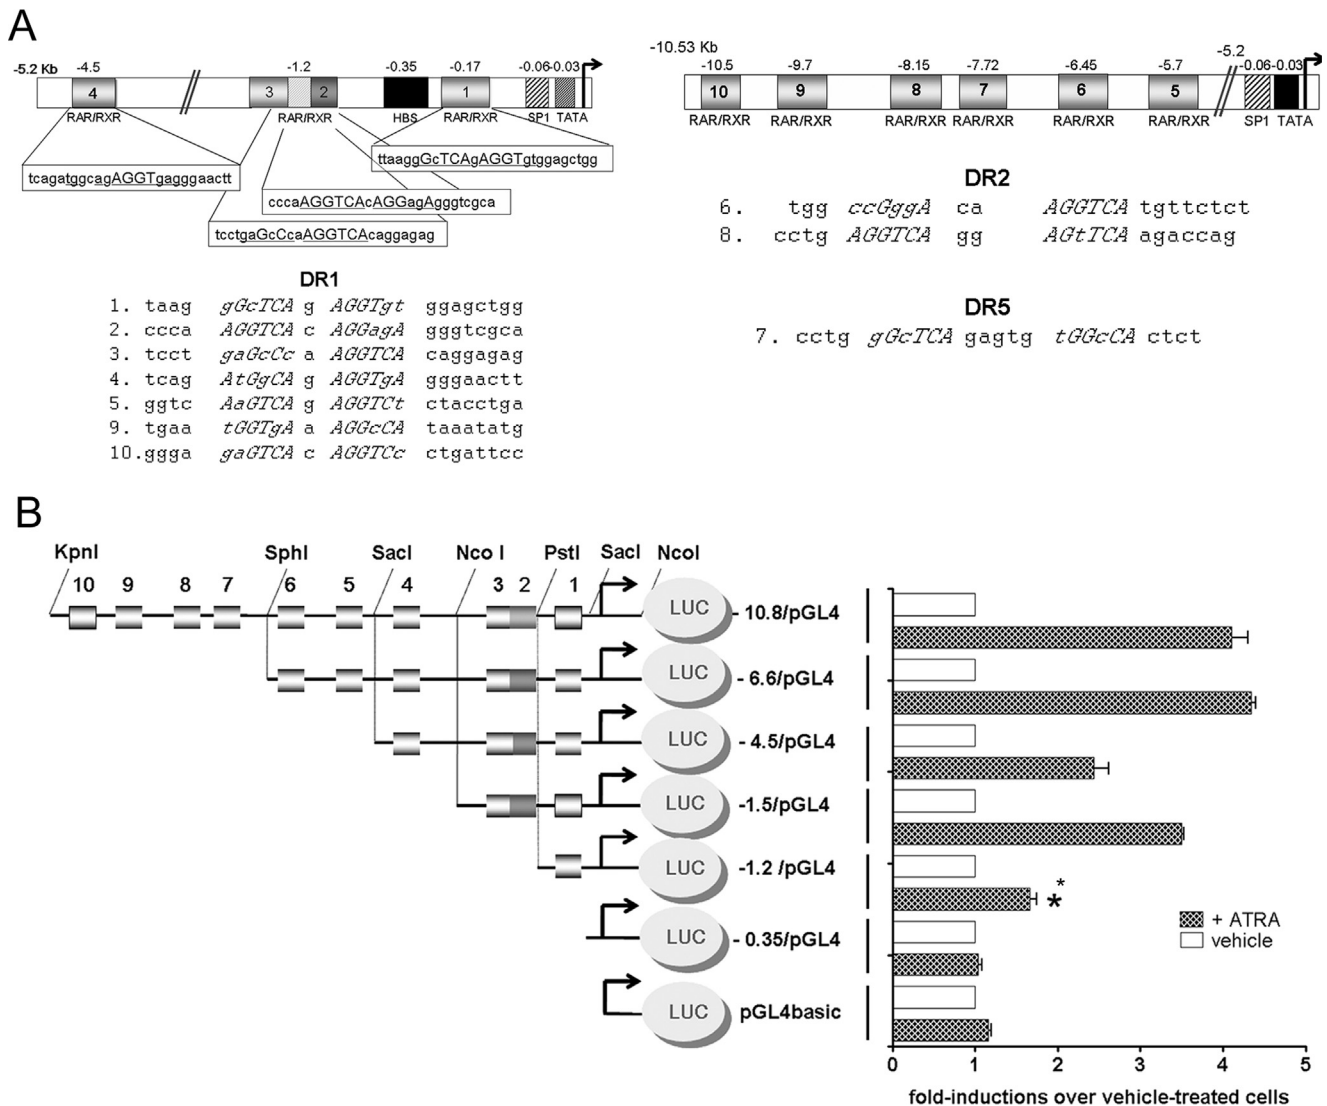 A
-5.2 Kb -4.5 -1.2 -0.35 -0.17 -0.06 -0.03
4 3 2 1
RAR/RXR RAR/RXR HBS RAR/RXR SP1 TATA
ttaaggGcTCAgAGGTgtggagctgg
tcagatggcagAGGTgagggaactt
cccaAGGTCAcAGGagAgggtcgca
tcctgaGcCcaAGGTCAcaggagag
-10.53 Kb -10.5 -9.7 -8.15 -7.72 -6.45 -5.7 -5.2 -0.06 -0.03
10 9 8 7 6 5
RAR/RXR RAR/RXR RAR/RXR RAR/RXR RAR/RXR RAR/RXR SP1 TATA
DR1
1. taag gGcTCA g AGGTgt ggagctgg
2. ccca AGGTCA c AGGagA gggtcgca
3. tcct gaGcCc a AGGTCA caggagag
4. tcag AtGgCA g AGGTgA gggaactt
5. ggtc AaGTCA g AGGTCt ctacctga
9. tgaa tGGTgA a AGGcCA taaatatg
10. ggga gaGTCA c AGGTCc ctgattcc
DR2
6. tgg ccGggA ca AGGTCA tgttctct
8. cctg AGGTCA gg AGtTCA agaccag
DR5
7. cctg gGcTCA gagtg tGGcCA ctct
B
KpnI SphI SacI Nco I PstI SacI NcoI
10 9 8 7 6 5 4 3 2 1
LUC - 10.8/pGL4
LUC - 6.6/pGL4
LUC - 4.5/pGL4
LUC -1.5/pGL4
LUC -1.2 /pGL4
LUC - 0.35/pGL4
LUC pGL4basic
* *
+ ATRA
vehicle
0 1 2 3 4 5
fold-inductions over vehicle-treated cells